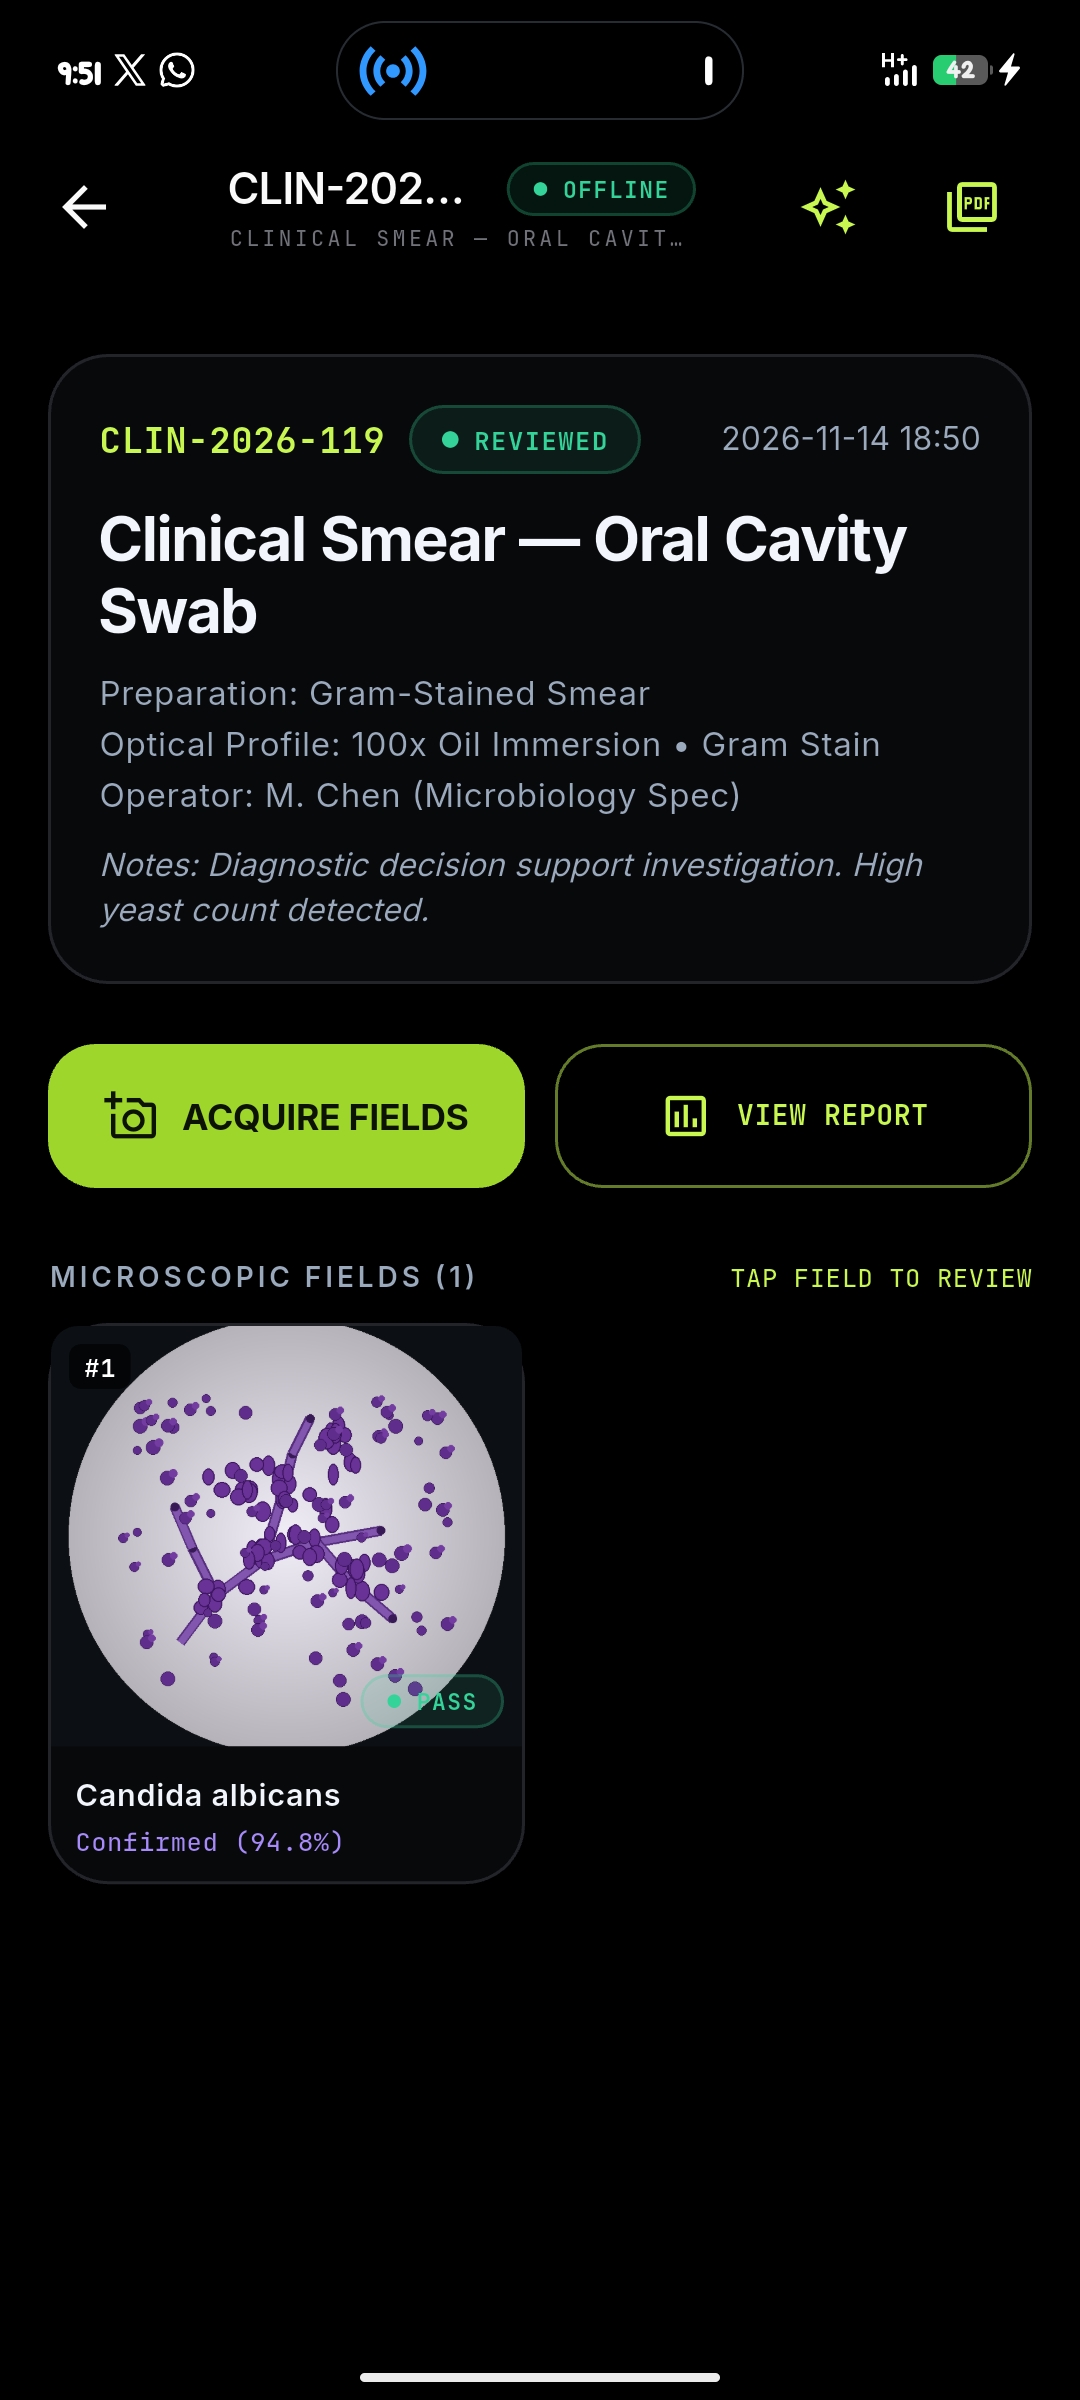 9:51
H+
42
CLIN-202...
OFFLINE
CLINICAL SMEAR — ORAL CAVIT…
PDF
CLIN-2026-119
REVIEWED
2026-11-14 18:50
Clinical Smear — Oral Cavity
Swab
Preparation: Gram-Stained Smear
Optical Profile: 100x Oil Immersion • Gram Stain
Operator: M. Chen (Microbiology Spec)
Notes: Diagnostic decision support investigation. High
yeast count detected.
ACQUIRE FIELDS
VIEW REPORT
MICROSCOPIC FIELDS (1)
TAP FIELD TO REVIEW
#1
PASS
Candida albicans
Confirmed (94.8%)